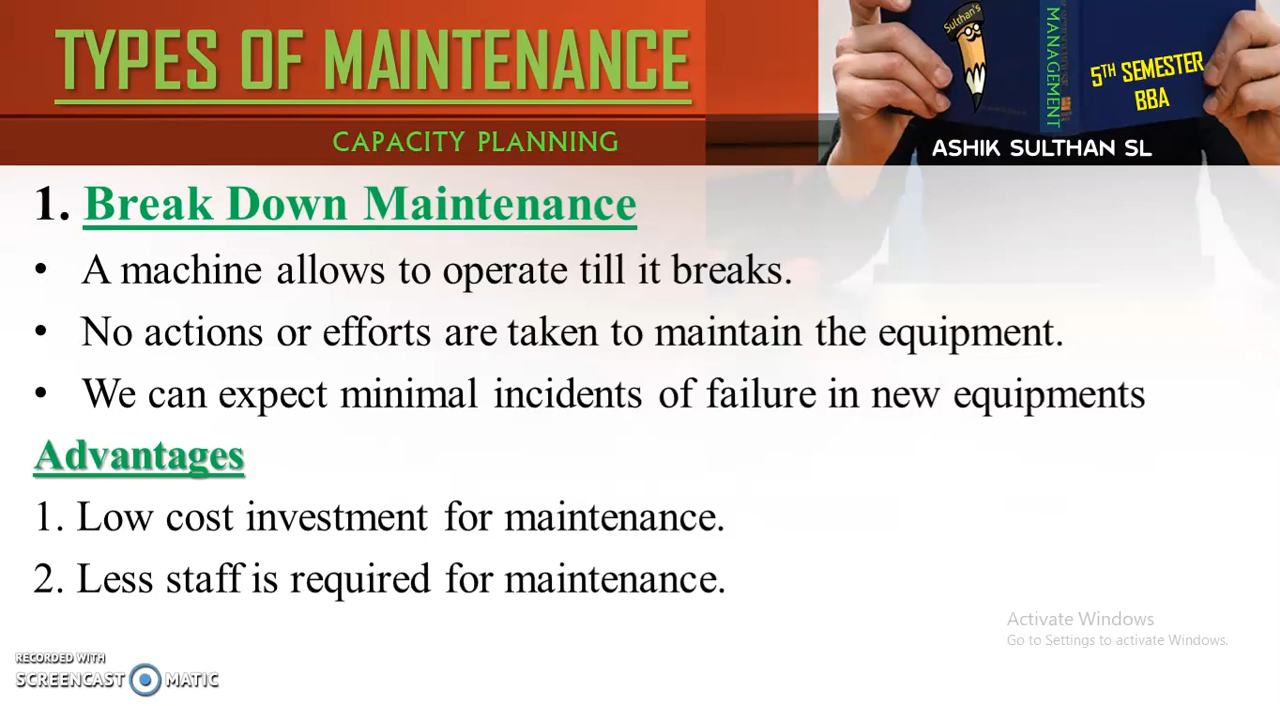 TYPES OF MAINTENANCE
CAPACITY PLANNING
Sulthan's
MANAGEMENT
5TH SEMESTER
BBA
ASHIK SULTHAN SL
1. Break Down Maintenance
• A machine allows to operate till it breaks.
• No actions or efforts are taken to maintain the equipment.
• We can expect minimal incidents of failure in new equipments
Advantages
1. Low cost investment for maintenance.
2. Less staff is required for maintenance.
Activate Windows
Go to Settings to activate Windows.
RECORDED WITH
SCREENCAST MATIC